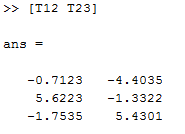 >> [T12 T23]
ans =
-0.7123 -4.4035
5.6223 -1.3322
-1.7535 5.4301